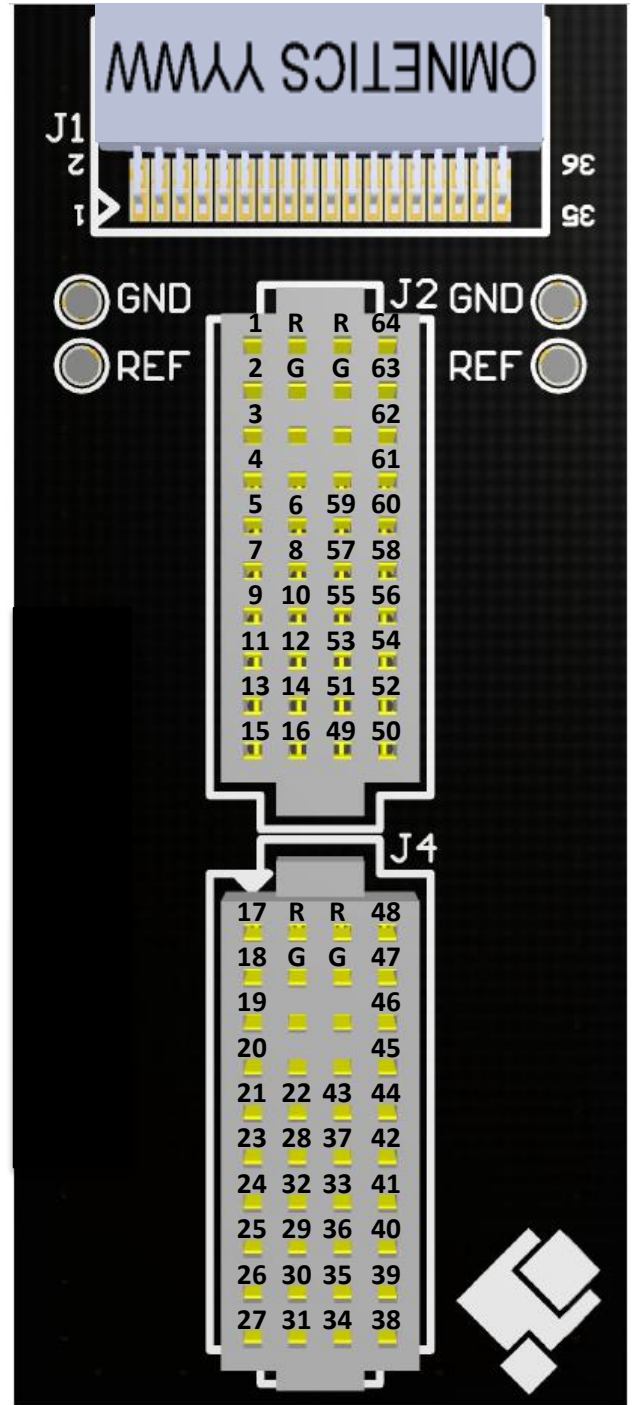 OMNETICS YYWW
J1
2 36
1 35
GND J2 GND
REF REF
1 R R 64
2 G G 63
3 62
4 61
5 6 59 60
7 8 57 58
9 10 55 56
11 12 53 54
13 14 51 52
15 16 49 50
J4
17 R R 48
18 G G 47
19 46
20 45
21 22 43 44
23 28 37 42
24 32 33 41
25 29 36 40
26 30 35 39
27 31 34 38